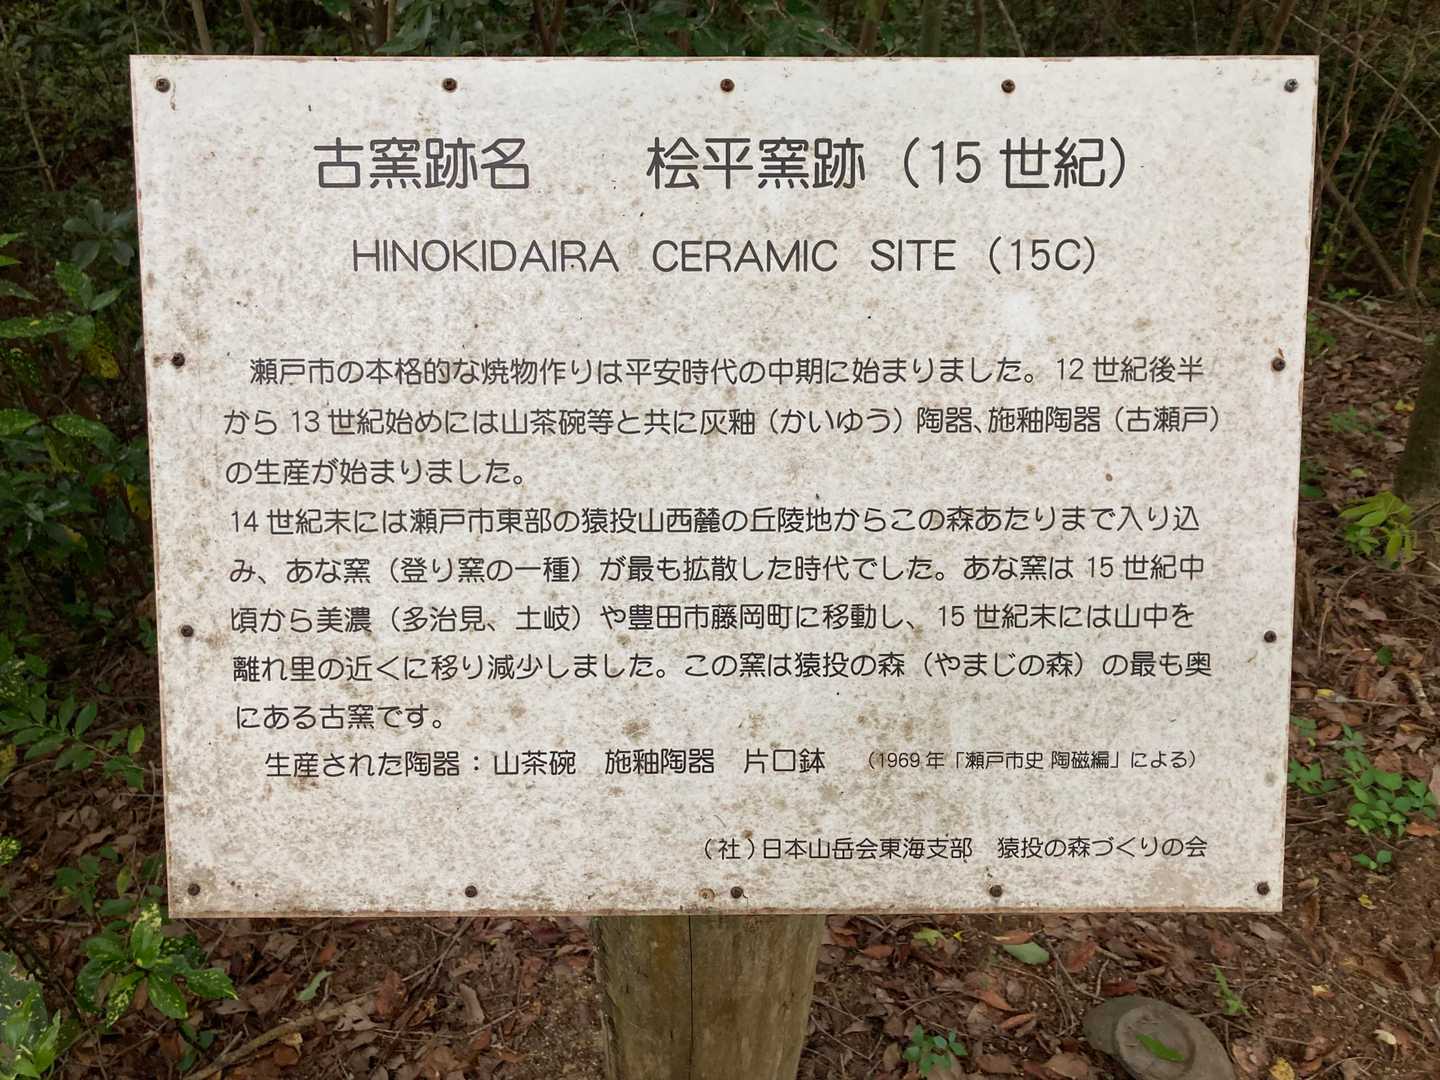 古窯跡名　　桧平窯跡（15 世紀）
HINOKIDAIRA CERAMIC SITE （15C）
瀬戸市の本格的な焼物作りは平安時代の中期に始まりました。12 世紀後半
から 13 世紀始めには山茶碗等と共に灰釉（かいゆう）陶器、施釉陶器（古瀬戸）
の生産が始まりました。
14 世紀末には瀬戸市東部の猿投山西麓の丘陵地からこの森あたりまで入り込
み、あな窯（登り窯の一種）が最も拡散した時代でした。あな窯は 15 世紀中
頃から美濃（多治見、土岐）や豊田市藤岡町に移動し、15 世紀末には山中を
離れ里の近くに移り減少しました。この窯は猿投の森（やまじの森）の最も奥
にある古窯です。
生産された陶器：山茶碗　施釉陶器　片口鉢　（1969 年「瀬戸市史 陶磁編」による）
（社）日本山岳会東海支部　猿投の森づくりの会